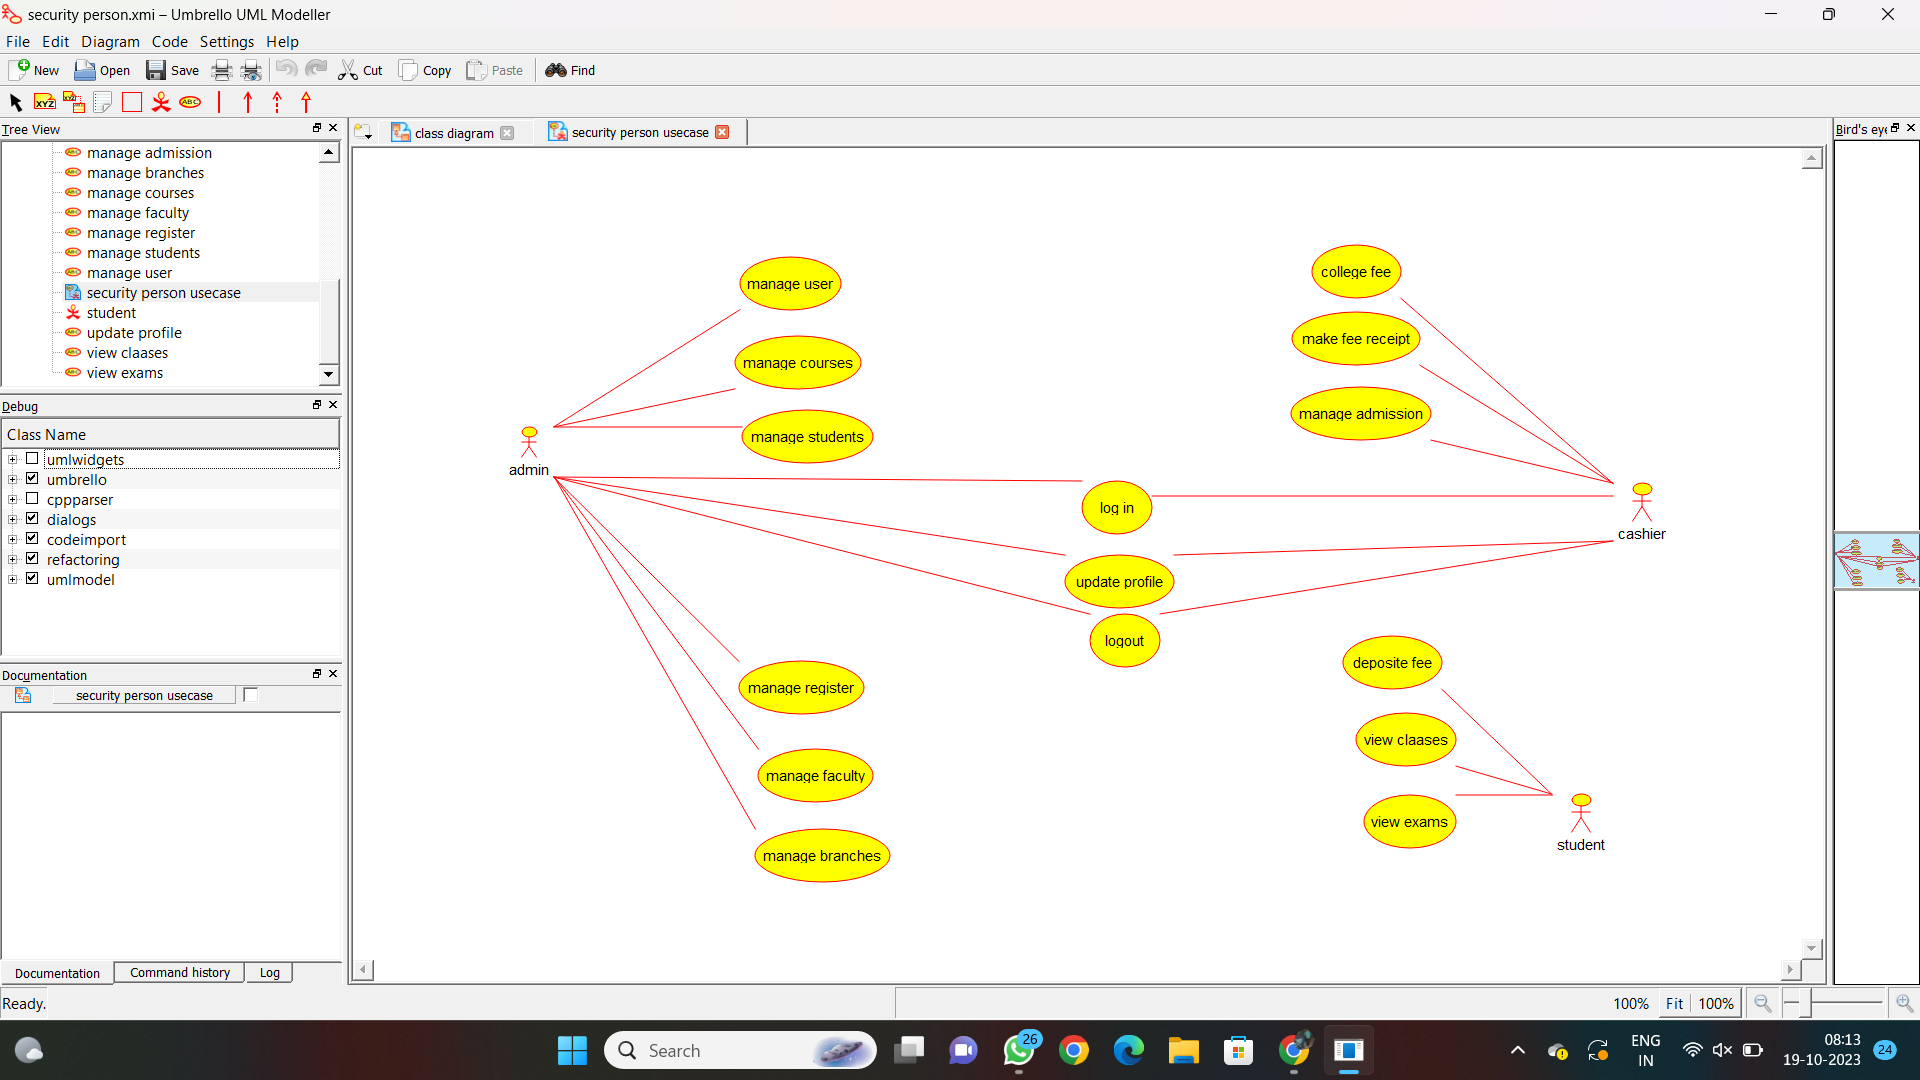 security person.xmi – Umbrello UML Modeller
File Edit Diagram Code Settings Help
New Open Save Cut Copy Paste Find
XYZ XYZ ABC
Tree View
manage admission
manage branches
manage courses
manage faculty
manage register
manage students
manage user
security person usecase
student
update profile
view claases
view exams
Debug
Class Name
umlwidgets
umbrello
cppparser
dialogs
codeimport
refactoring
umlmodel
Documentation
security person usecase
Documentation Command history Log
Ready.
class diagram security person usecase
manage user
manage courses
manage students
admin
log in
update profile
logout
manage register
manage faculty
manage branches
college fee
make fee receipt
manage admission
cashier
deposite fee
view claases
view exams
student
Bird's eye
100% Fit 100%
Search
26
ENG
IN
08:13
19-10-2023
24